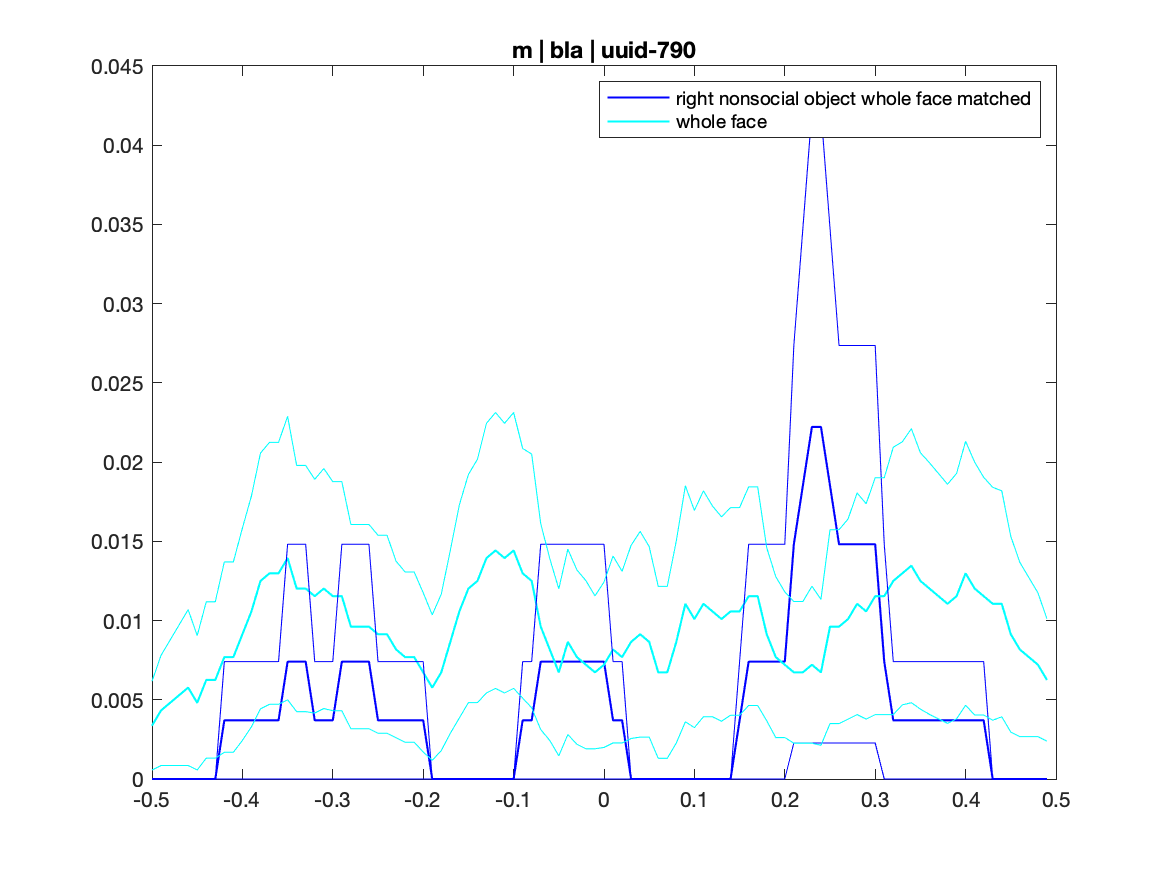 m | bla | uuid-790
0.045
right nonsocial object whole face matched
whole face
0.04
0.035
0.03
0.025
0.02
0.015
0.01
0.005
0
-0.5 -0.4 -0.3 -0.2 -0.1 0 0.1 0.2 0.3 0.4 0.5